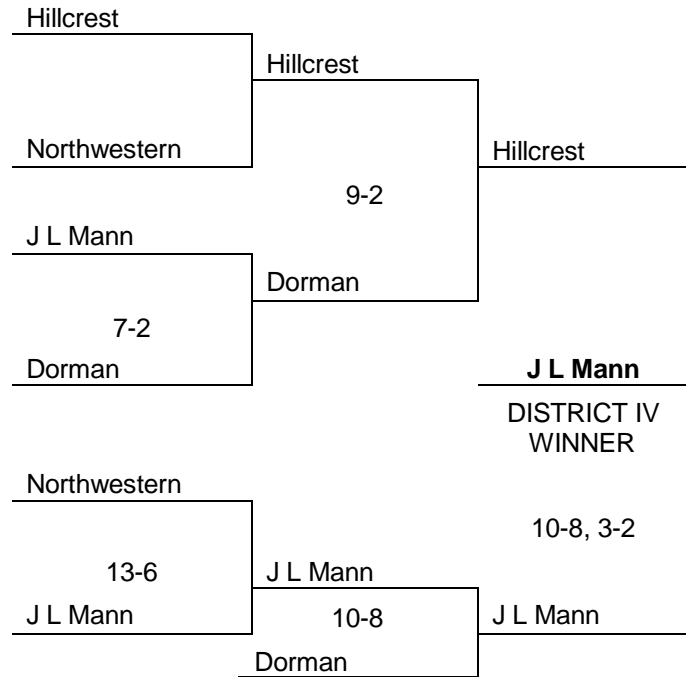 Hillcrest
Hillcrest
Northwestern
Hillcrest
9-2
J L Mann
Dorman
7-2
Dorman
J L Mann
DISTRICT IV
WINNER
Northwestern
10-8, 3-2
13-6
J L Mann
J L Mann
10-8
J L Mann
Dorman